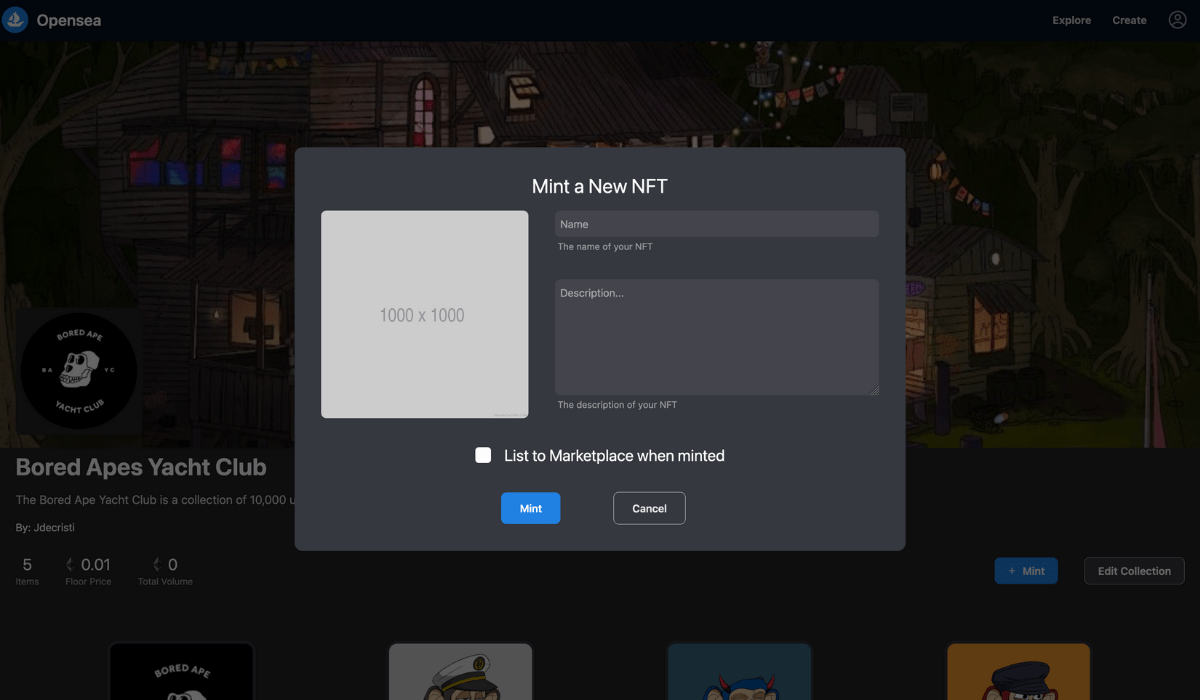 Opensea
Explore
Create
Mint a New NFT
1000 x 1000
Name
The name of your NFT
Description...
The description of your NFT
List to Marketplace when minted
Mint
Cancel
BORED APE
B A
Y C
YACHT CLUB
Bored Apes Yacht Club
The Bored Ape Yacht Club is a collection of 10,000 u
By: Jdecristi
5
Items
0.01
Floor Price
0
Total Volume
+ Mint
Edit Collection
BORED APE